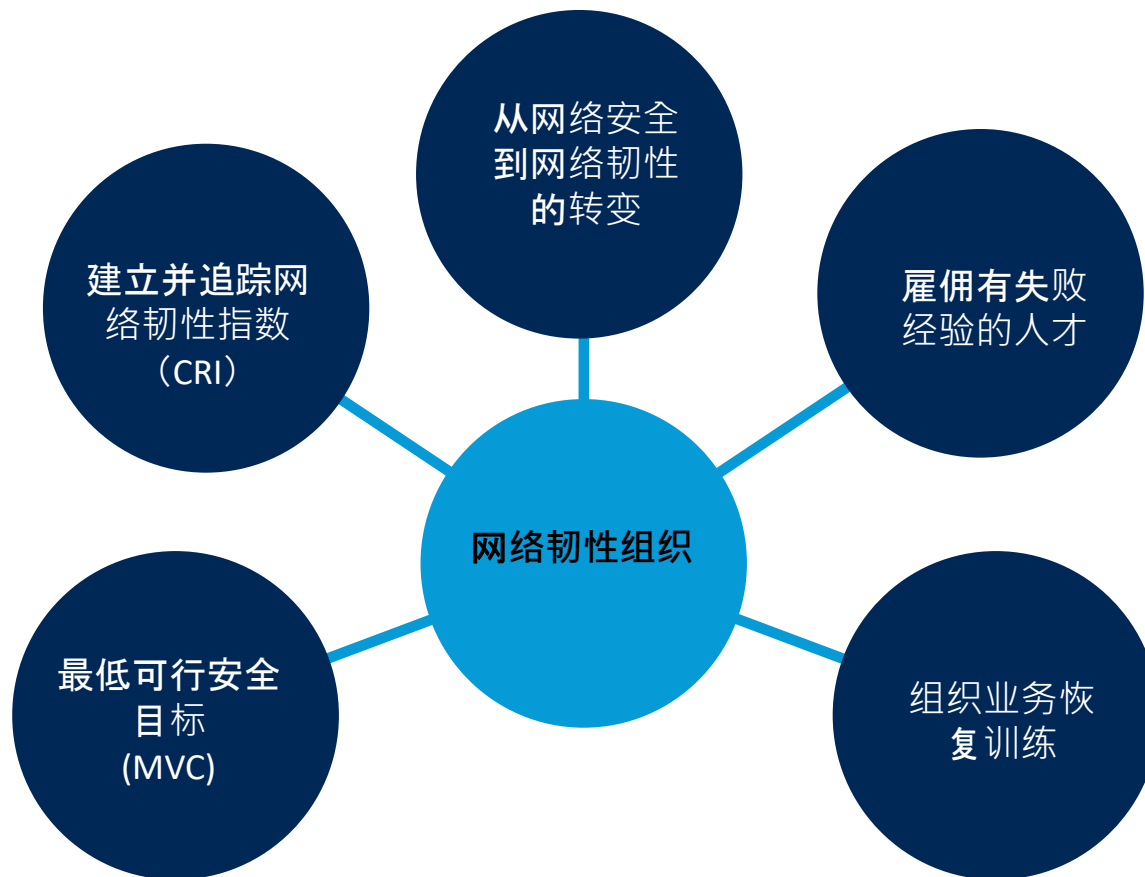 从网络安全
到网络韧性
的转变
建立并追踪网
络韧性指数
（CRI）
雇佣有失败
经验的人才
网络韧性组织
最低可行安全
目标
(MVC)
组织业务恢
复训练